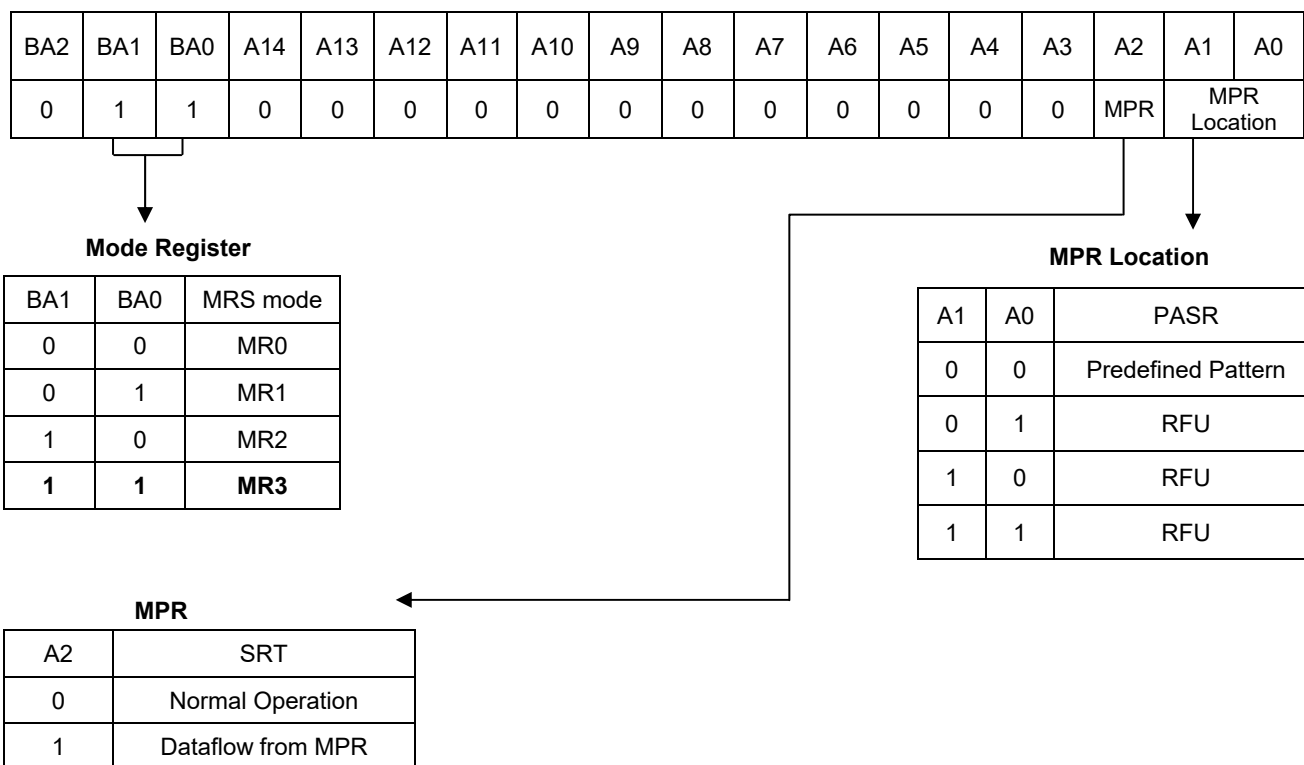 BA2 BA1 BA0 A14 A13 A12 A11 A10 A9 A8 A7 A6 A5 A4 A3 A2 A1 A0
0 1 1 0 0 0 0 0 0 0 0 0 0 0 0 MPR MPR Location
Mode Register
BA1 BA0 MRS mode
0 0 MR0
0 1 MR1
1 0 MR2
1 1 MR3
MPR Location
A1 A0 PASR
0 0 Predefined Pattern
0 1 RFU
1 0 RFU
1 1 RFU
MPR
A2 SRT
0 Normal Operation
1 Dataflow from MPR